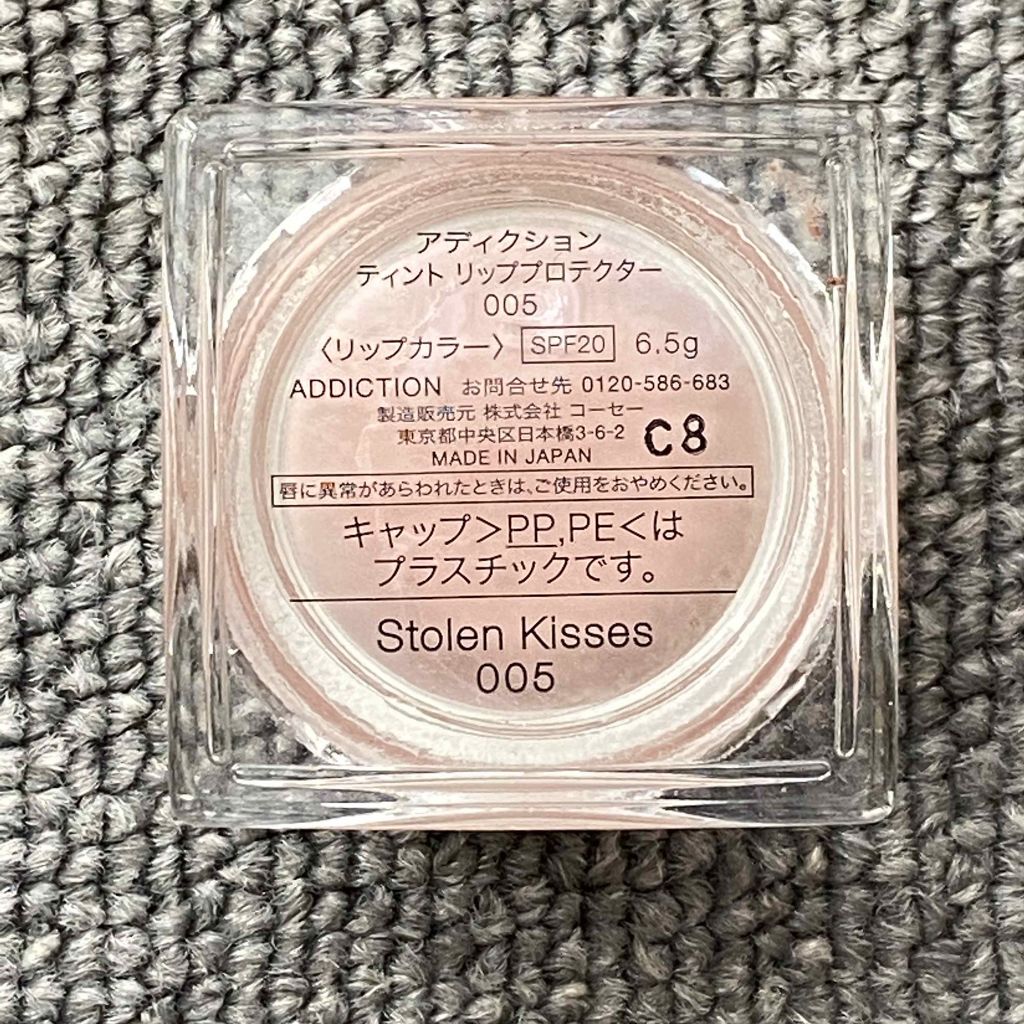 アディクション
ティント リッププロテクター
005
〈リップカラー〉 SPF20 6.5g
ADDICTION お問合せ先 0120-586-683
製造販売元 株式会社 コーセー
東京都中央区日本橋3-6-2 C8
MADE IN JAPAN
唇に異常があらわれたときは、ご使用をおやめください。
キャップ＞PP,PE＜は
プラスチックです。
Stolen Kisses
005